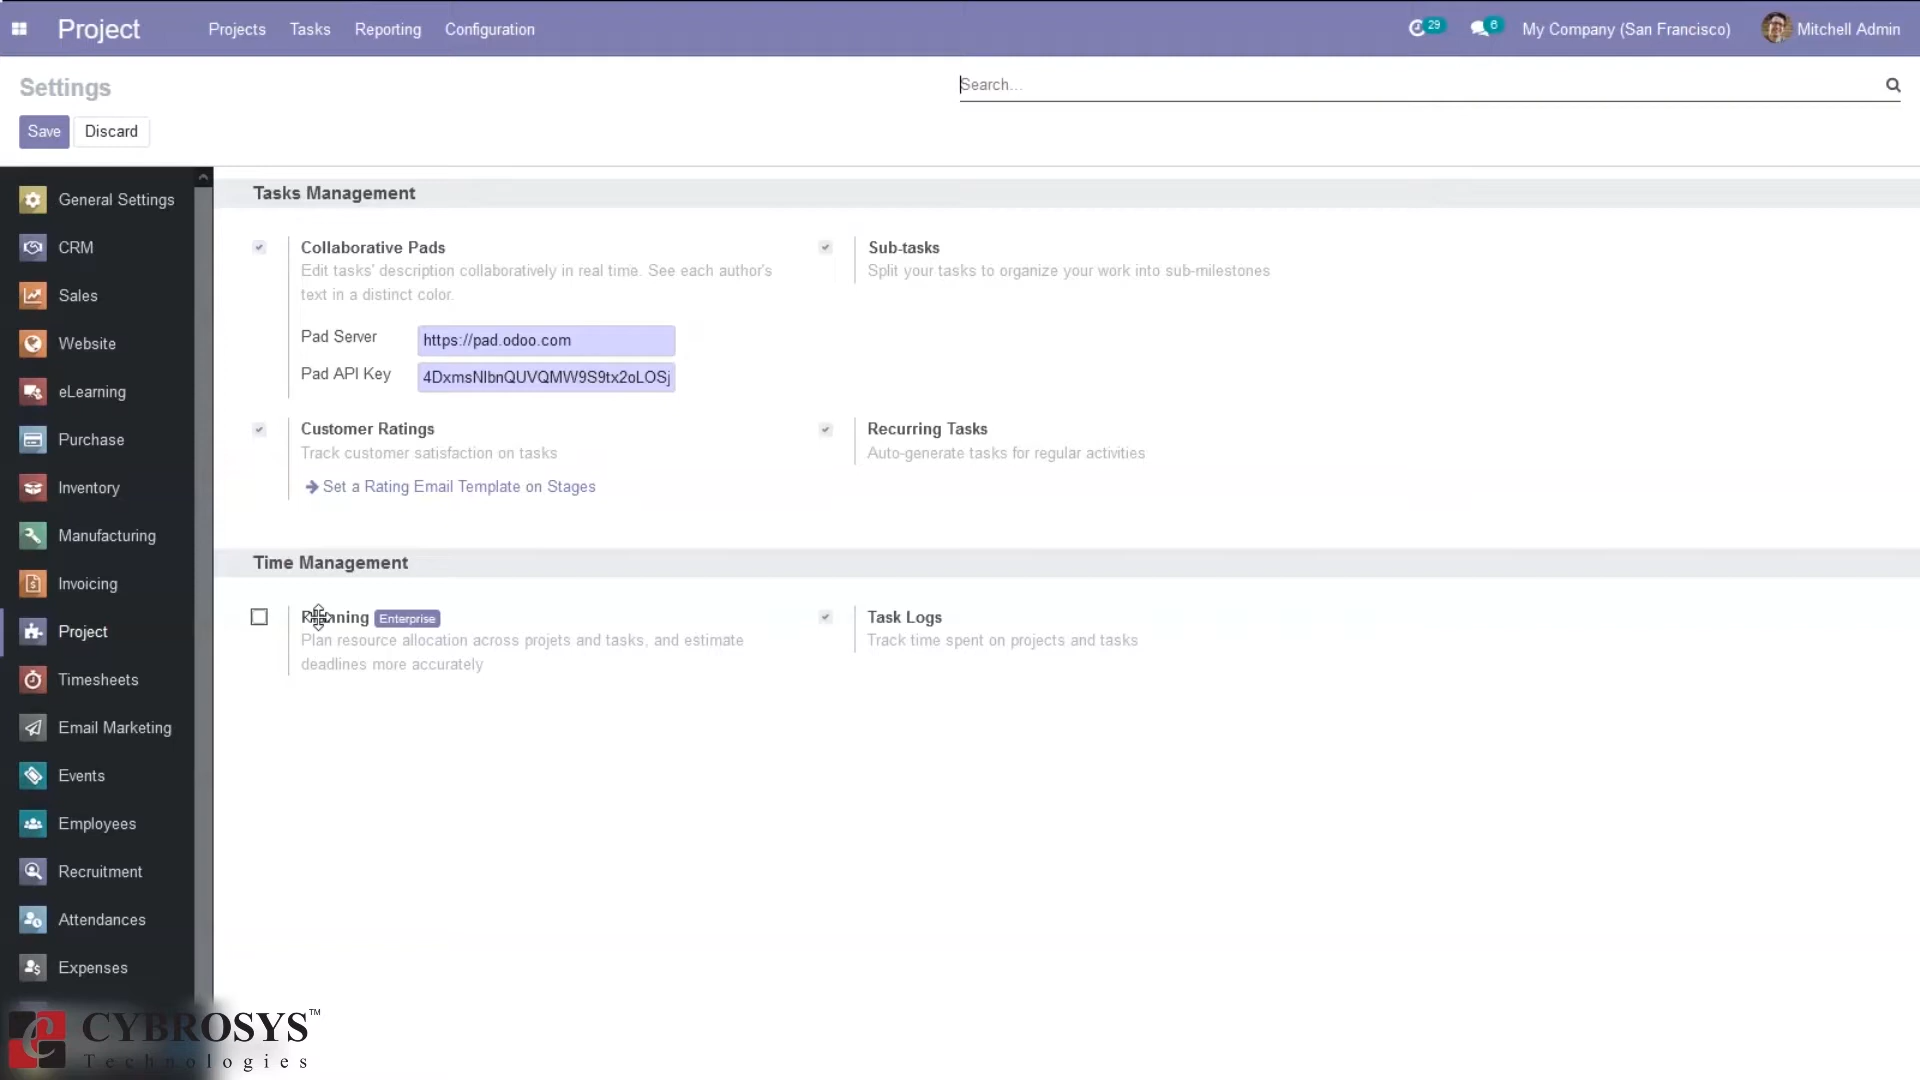 Project
Projects
Tasks
Reporting
Configuration
29
6
My Company (San Francisco)
Mitchell Admin
Settings
Search...
Save
Discard
General Settings
CRM
Sales
Website
eLearning
Purchase
Inventory
Manufacturing
Invoicing
Project
Timesheets
Email Marketing
Events
Employees
Recruitment
Attendances
Expenses
Tasks Management
Collaborative Pads
Edit tasks' description collaboratively in real time. See each author's
text in a distinct color.
Pad Server
https://pad.odoo.com
Pad API Key
Sub-tasks
Split your tasks to organize your work into sub-milestones
Customer Ratings
Track customer satisfaction on tasks
Set a Rating Email Template on Stages
Recurring Tasks
Auto-generate tasks for regular activities
Time Management
Enterprise
Plan resource allocation across projets and tasks, and estimate
deadlines more accurately
Task Logs
Track time spent on projects and tasks
CYBROSYS™
Technologies